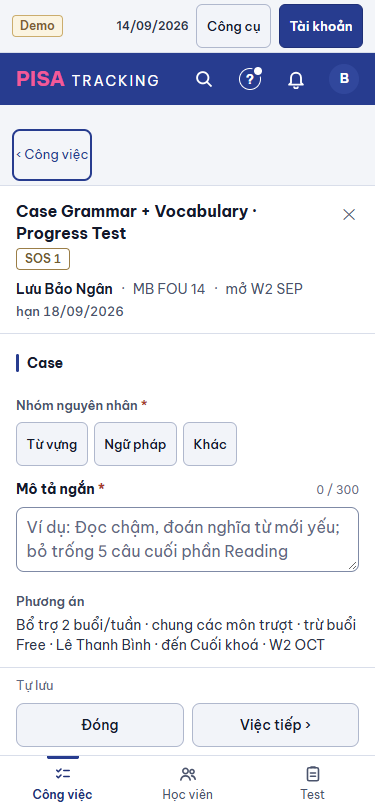 Demo
14/09/2026
Công cụ
Tài khoản
PISA TRACKING
?
B
‹ Công việc
Case Grammar + Vocabulary ·
Progress Test
SOS 1
Lưu Bảo Ngân · MB FOU 14 · mở W2 SEP
hạn 18/09/2026
Case
Nhóm nguyên nhân *
Từ vựng
Ngữ pháp
Khác
Mô tả ngắn *
0 / 300
Ví dụ: Đọc chậm, đoán nghĩa từ mới yếu;
bỏ trống 5 câu cuối phần Reading
Phương án
Bổ trợ 2 buổi/tuần · chung các môn trượt · trừ buổi
Free · Lê Thanh Bình · đến Cuối khoá · W2 OCT
Tự lưu
Đóng
Việc tiếp ›
Công việc
Học viên
Test